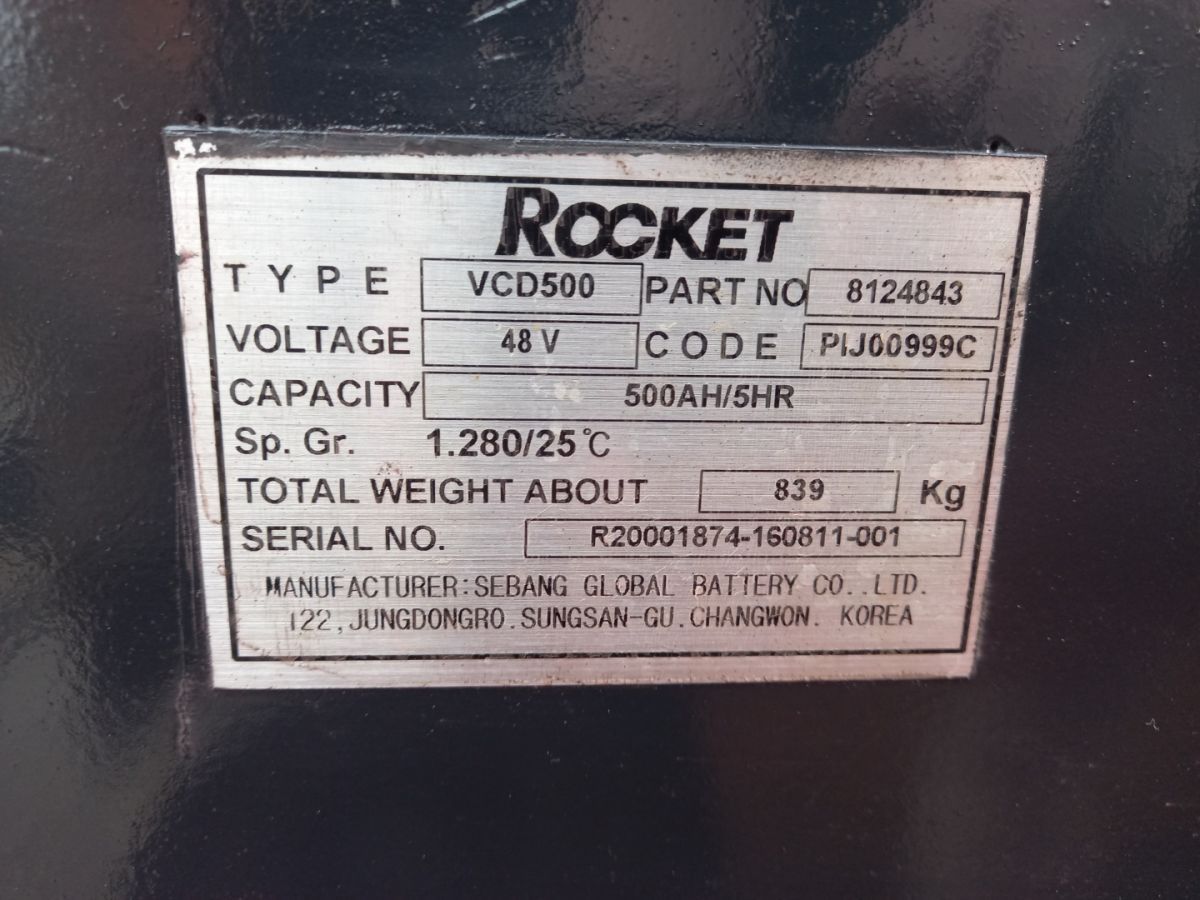 ROCKET
TYPE VCD500 PART NO 8124843
VOLTAGE 48 V CODE PIJ00999C
CAPACITY 500AH/5HR
Sp. Gr. 1.280/25℃
TOTAL WEIGHT ABOUT 839 Kg
SERIAL NO. R20001874-160811-001
MANUFACTURER:SEBANG GLOBAL BATTERY CO.,LTD.
122,JUNGDONGRO.SUNGSAN-GU.CHANGWON. KOREA